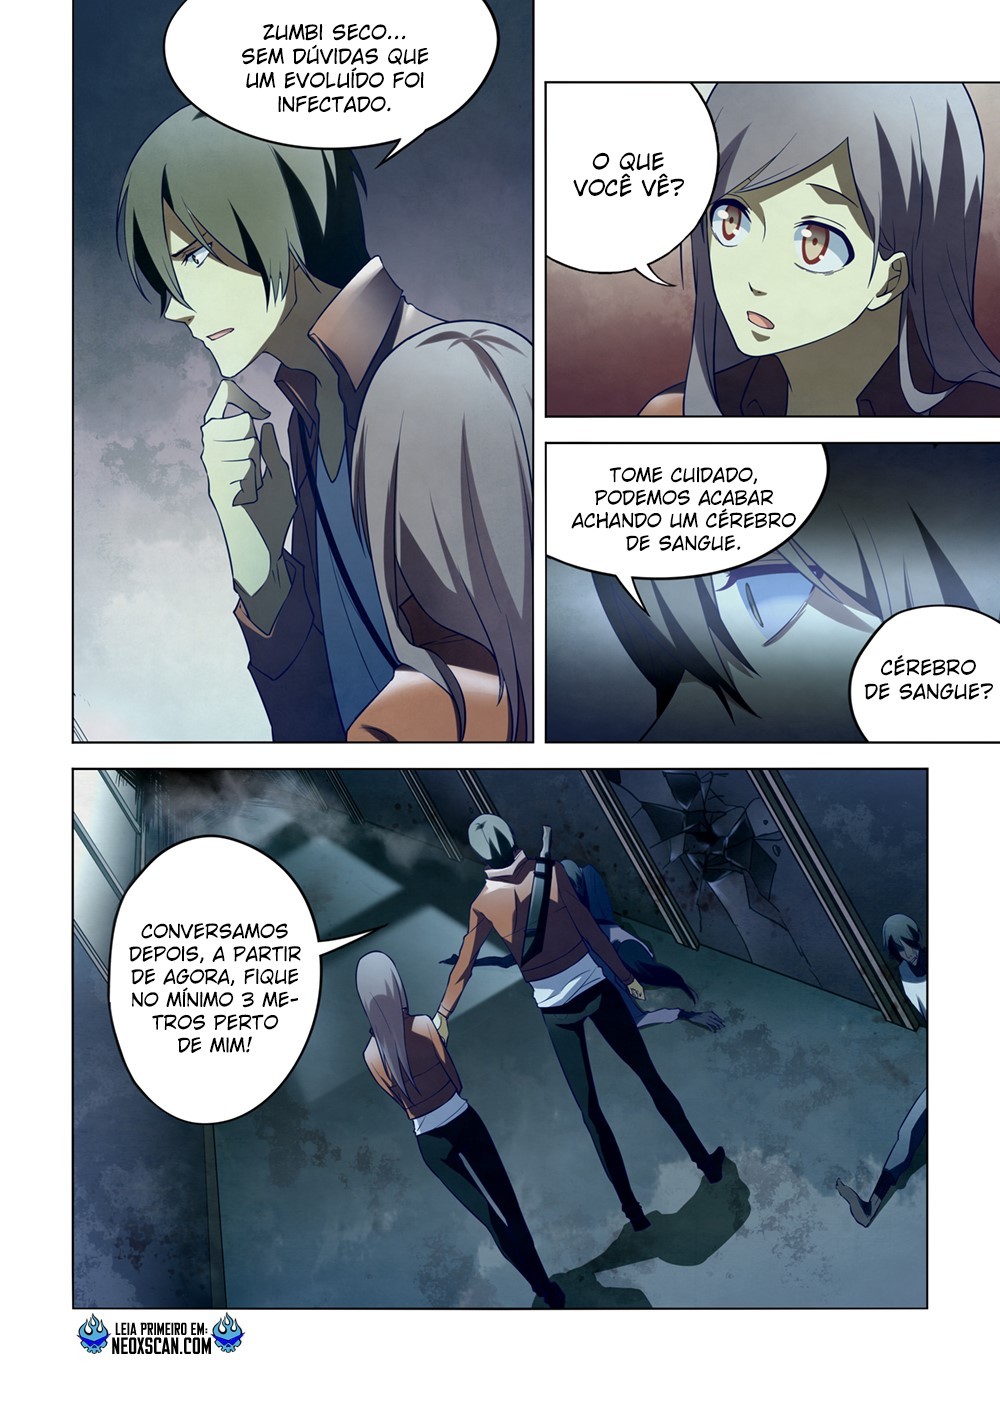 ZUMBI SECO...
SEM DÚVIDAS QUE
UM EVOLUÍDO FOI
INFECTADO.
O QUE
VOCÊ VÊ?
TOME CUIDADO,
PODEMOS ACABAR
ACHANDO UM CÉREBRO
DE SANGUE.
CÉREBRO
DE SANGUE?
CONVERSAMOS
DEPOIS, A PARTIR
DE AGORA, FIQUE
NO MÍNIMO 3 ME-
TROS PERTO
DE MIM!
LEIA PRIMEIRO EM:
NEOXSCAN.COM